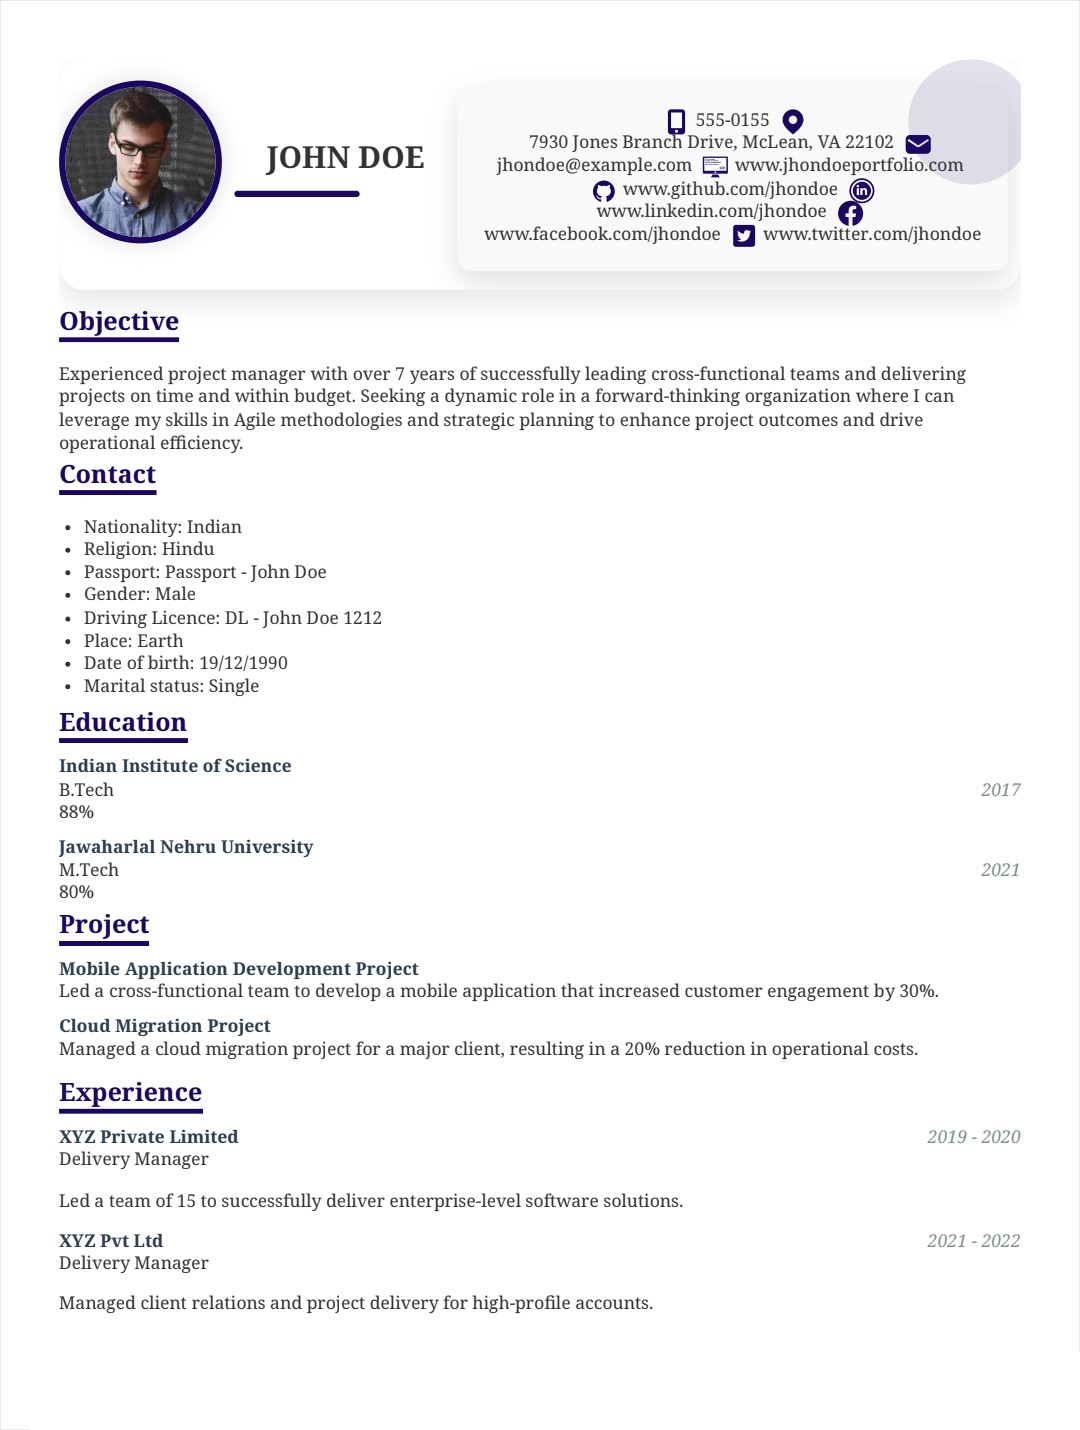 JOHN DOE
555-0155
7930 Jones Branch Drive, McLean, VA 22102
jhondoe@example.com www.jhondoeportfolio.com
www.github.com/jhondoe
www.linkedin.com/jhondoe
www.facebook.com/jhondoe www.twitter.com/jhondoe
Objective
Experienced project manager with over 7 years of successfully leading cross-functional teams and delivering
projects on time and within budget. Seeking a dynamic role in a forward-thinking organization where I can
leverage my skills in Agile methodologies and strategic planning to enhance project outcomes and drive
operational efficiency.
Contact
• Nationality: Indian
• Religion: Hindu
• Passport: Passport - John Doe
• Gender: Male
• Driving Licence: DL - John Doe 1212
• Place: Earth
• Date of birth: 19/12/1990
• Marital status: Single
Education
Indian Institute of Science
B.Tech 2017
88%
Jawaharlal Nehru University
M.Tech 2021
80%
Project
Mobile Application Development Project
Led a cross-functional team to develop a mobile application that increased customer engagement by 30%.
Cloud Migration Project
Managed a cloud migration project for a major client, resulting in a 20% reduction in operational costs.
Experience
XYZ Private Limited 2019 - 2020
Delivery Manager
Led a team of 15 to successfully deliver enterprise-level software solutions.
XYZ Pvt Ltd 2021 - 2022
Delivery Manager
Managed client relations and project delivery for high-profile accounts.